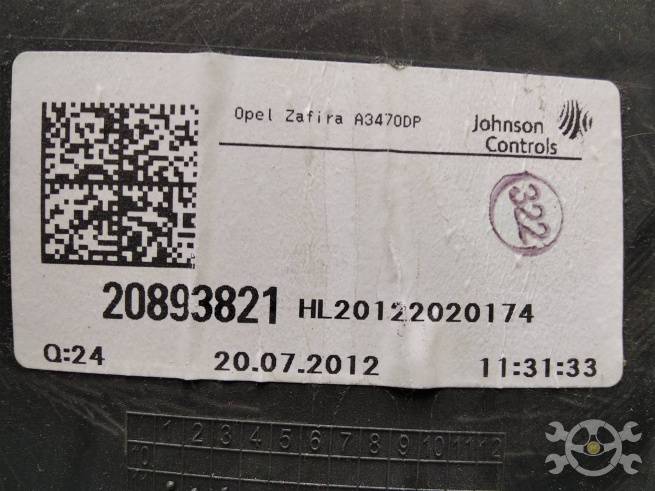 Opel Zafira A3470DP
Johnson
Controls
322
20893821 HL20122020174
Q:24 20.07.2012 11:31:33
1 2 3 4 5 6 7 8 9 10 11 12
10